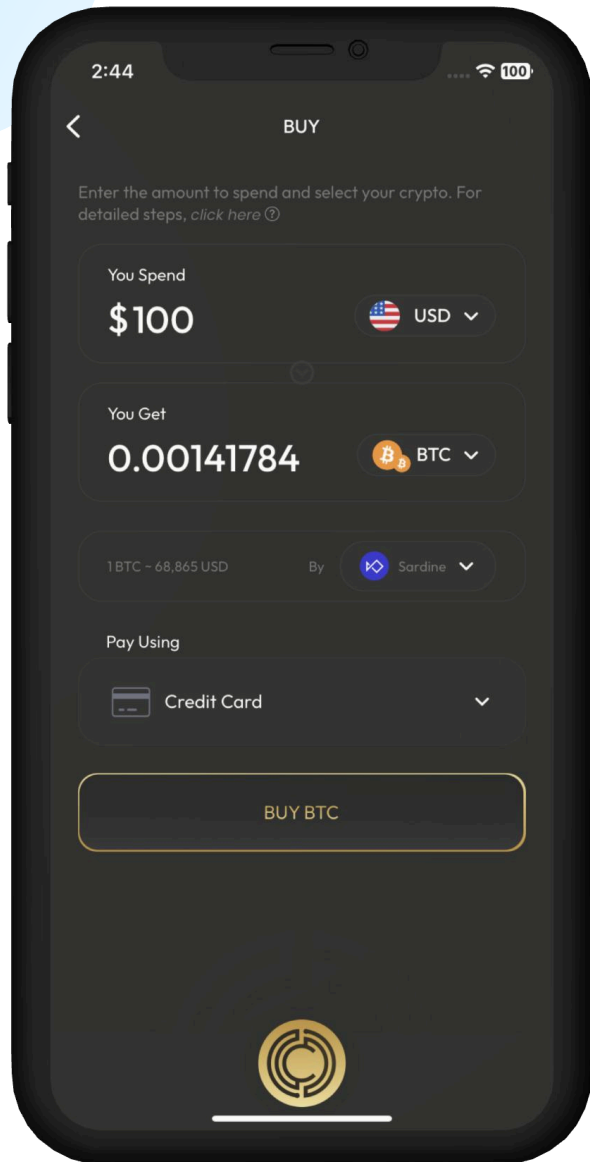 2:44
100
BUY
Enter the amount to spend and select your crypto. For
detailed steps, click here
You Spend
$100
USD
You Get
0.00141784
BTC
1 BTC ~ 68,865 USD
By
Sardine
Pay Using
Credit Card
BUY BTC